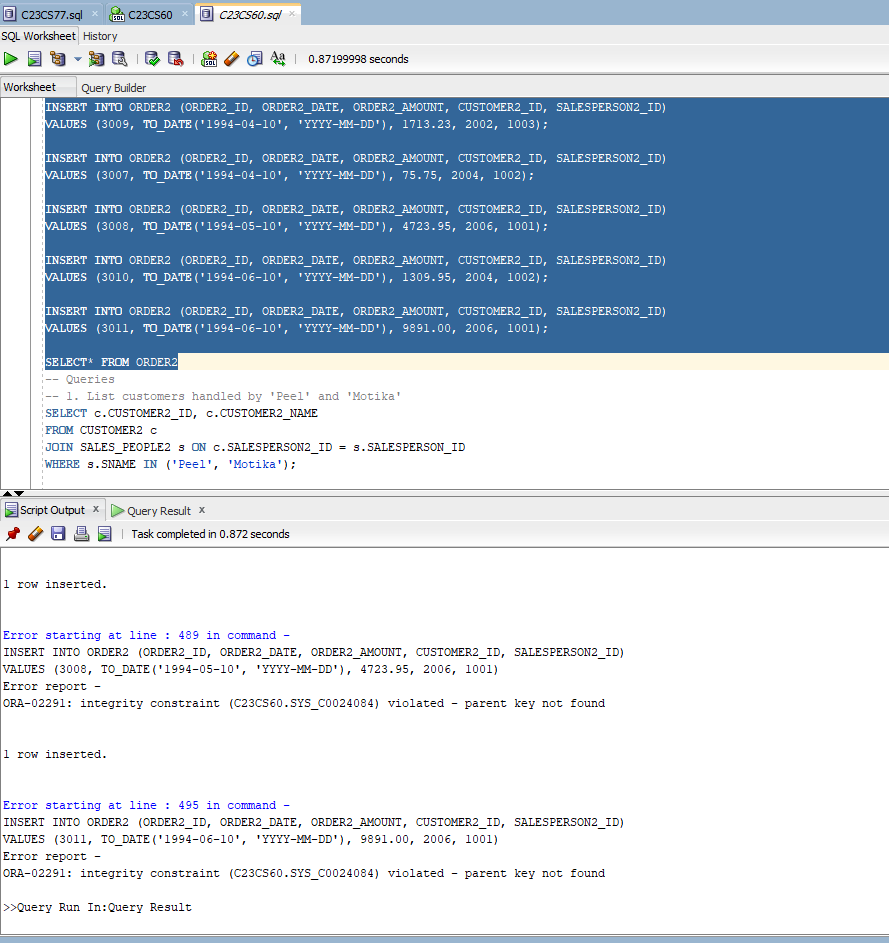 C23CS77.sql × C23CS60 × C23CS60.sql ×
SQL Worksheet History
0.87199998 seconds
Worksheet Query Builder
INSERT INTO ORDER2 (ORDER2_ID, ORDER2_DATE, ORDER2_AMOUNT, CUSTOMER2_ID, SALESPERSON2_ID)
VALUES (3009, TO_DATE('1994-04-10', 'YYYY-MM-DD'), 1713.23, 2002, 1003);
INSERT INTO ORDER2 (ORDER2_ID, ORDER2_DATE, ORDER2_AMOUNT, CUSTOMER2_ID, SALESPERSON2_ID)
VALUES (3007, TO_DATE('1994-04-10', 'YYYY-MM-DD'), 75.75, 2004, 1002);
INSERT INTO ORDER2 (ORDER2_ID, ORDER2_DATE, ORDER2_AMOUNT, CUSTOMER2_ID, SALESPERSON2_ID)
VALUES (3008, TO_DATE('1994-05-10', 'YYYY-MM-DD'), 4723.95, 2006, 1001);
INSERT INTO ORDER2 (ORDER2_ID, ORDER2_DATE, ORDER2_AMOUNT, CUSTOMER2_ID, SALESPERSON2_ID)
VALUES (3010, TO_DATE('1994-06-10', 'YYYY-MM-DD'), 1309.95, 2004, 1002);
INSERT INTO ORDER2 (ORDER2_ID, ORDER2_DATE, ORDER2_AMOUNT, CUSTOMER2_ID, SALESPERSON2_ID)
VALUES (3011, TO_DATE('1994-06-10', 'YYYY-MM-DD'), 9891.00, 2006, 1001);
SELECT* FROM ORDER2
-- Queries
-- 1. List customers handled by 'Peel' and 'Motika'
SELECT c.CUSTOMER2_ID, c.CUSTOMER2_NAME
FROM CUSTOMER2 c
JOIN SALES_PEOPLE2 s ON c.SALESPERSON2_ID = s.SALESPERSON_ID
WHERE s.SNAME IN ('Peel', 'Motika');
Script Output × Query Result ×
Task completed in 0.872 seconds
1 row inserted.
Error starting at line : 489 in command -
INSERT INTO ORDER2 (ORDER2_ID, ORDER2_DATE, ORDER2_AMOUNT, CUSTOMER2_ID, SALESPERSON2_ID)
VALUES (3008, TO_DATE('1994-05-10', 'YYYY-MM-DD'), 4723.95, 2006, 1001)
Error report -
ORA-02291: integrity constraint (C23CS60.SYS_C0024084) violated - parent key not found
1 row inserted.
Error starting at line : 495 in command -
INSERT INTO ORDER2 (ORDER2_ID, ORDER2_DATE, ORDER2_AMOUNT, CUSTOMER2_ID, SALESPERSON2_ID)
VALUES (3011, TO_DATE('1994-06-10', 'YYYY-MM-DD'), 9891.00, 2006, 1001)
Error report -
ORA-02291: integrity constraint (C23CS60.SYS_C0024084) violated - parent key not found
>>Query Run In:Query Result